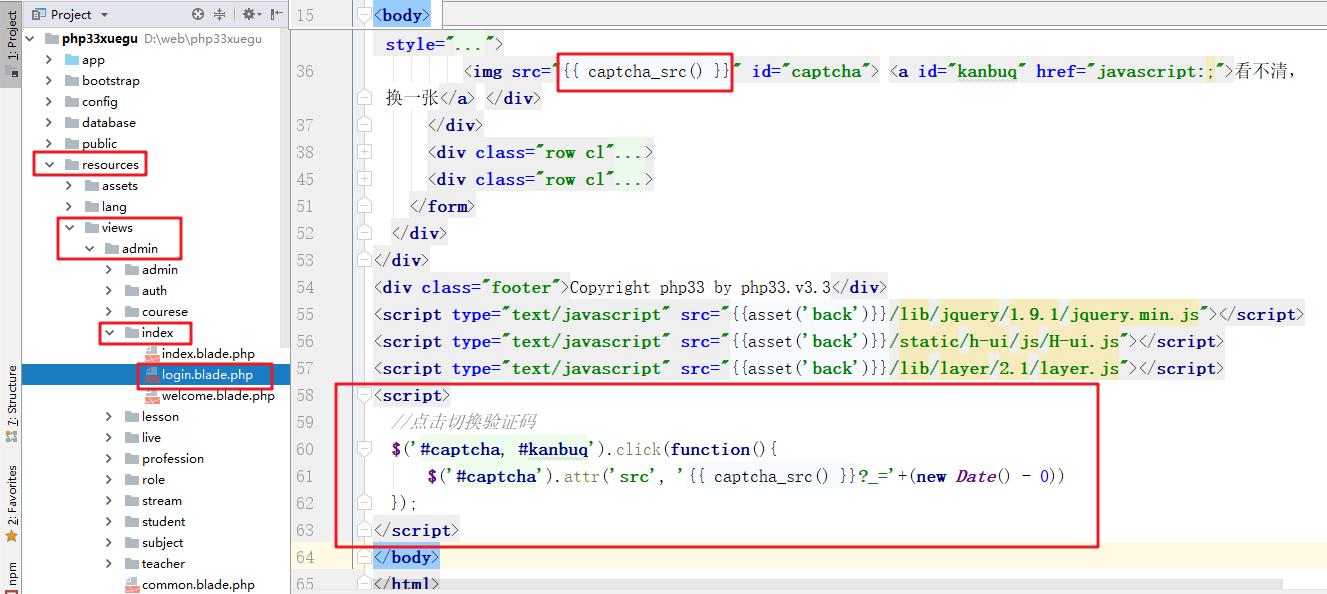 1: Project
7: Structure
2: Favorites
npm
Project
php33xuegu D:\web\php33xuegu
app
bootstrap
config
database
public
resources
assets
lang
views
admin
admin
auth
courese
index
index.blade.php
login.blade.php
welcome.blade.php
lesson
live
profession
role
stream
student
subject
teacher
common.blade.php
15 <body>
style="...">
36 <img src="{{ captcha_src() }}" id="captcha"> <a id="kanbuq" href="javascript:;">看不清，
换一张</a> </div>
37 </div>
38 <div class="row cl"...>
45 <div class="row cl"...>
51 </form>
52 </div>
53 </div>
54 <div class="footer">Copyright php33 by php33.v3.3</div>
55 <script type="text/javascript" src="{{asset('back')}}/lib/jquery/1.9.1/jquery.min.js"></script>
56 <script type="text/javascript" src="{{asset('back')}}/static/h-ui/js/H-ui.js"></script>
57 <script type="text/javascript" src="{{asset('back')}}/lib/layer/2.1/layer.js"></script>
58 <script>
59 //点击切换验证码
60 $('#captcha, #kanbuq').click(function(){
61 $('#captcha').attr('src', '{{ captcha_src() }}?_='+(new Date() - 0))
62 });
63 </script>
64 </body>
65 </html>